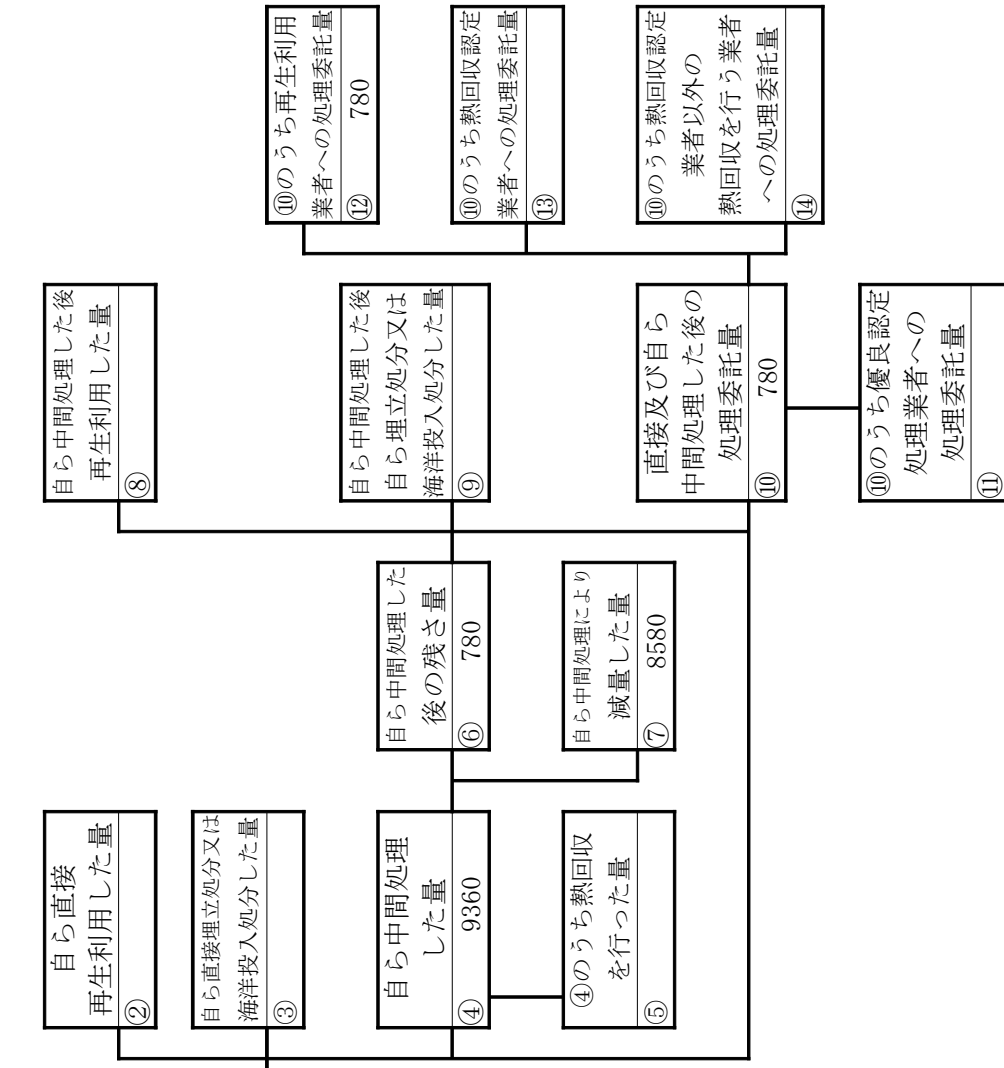 自ら直接
再生利用した量
②
自ら直接埋立処分又は
海洋投入処分した量
③
自ら中間処理
した量
④ 9360
④のうち熱回収
を行った量
⑤
自ら中間処理した
後の残さ量
⑥ 780
自ら中間処理により
減量した量
⑦ 8580
自ら中間処理した後
再生利用した量
⑧
自ら中間処理した後
自ら埋立処分又は
海洋投入処分した量
⑨
直接及び自ら
中間処理した後の
処理委託量
⑩ 780
⑩のうち優良認定
処理業者への
処理委託量
⑪
⑩のうち再生利用
業者への処理委託量
⑫ 780
⑩のうち熱回収認定
業者への処理委託量
⑬
⑩のうち熱回収認定
業者以外の
熱回収を行う業者
への処理委託量
⑭